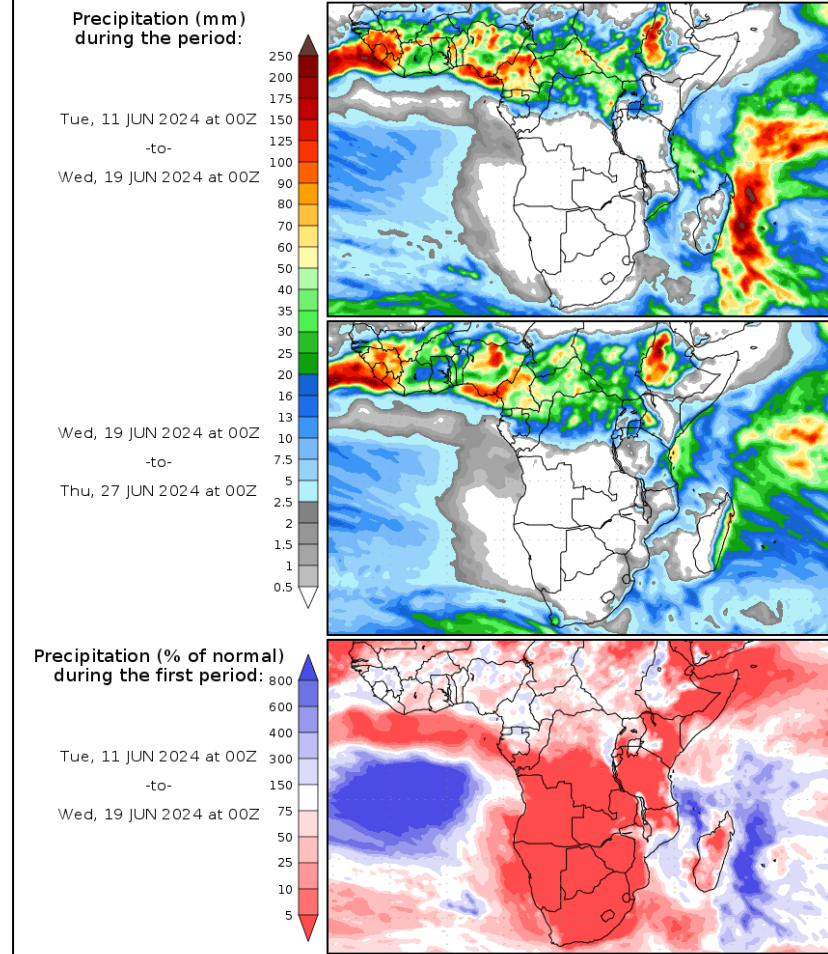 Precipitation (mm)
during the period:
Tue, 11 JUN 2024 at 00Z
-to-
Wed, 19 JUN 2024 at 00Z
250
200
175
150
125
100
90
80
70
60
50
40
35
30
25
20
16
13
10
7.5
5
2.5
2
1.5
1
0.5
Wed, 19 JUN 2024 at 00Z
-to-
Thu, 27 JUN 2024 at 00Z
Precipitation (% of normal)
during the first period:
Tue, 11 JUN 2024 at 00Z
-to-
Wed, 19 JUN 2024 at 00Z
800
600
400
300
150
75
50
25
10
5